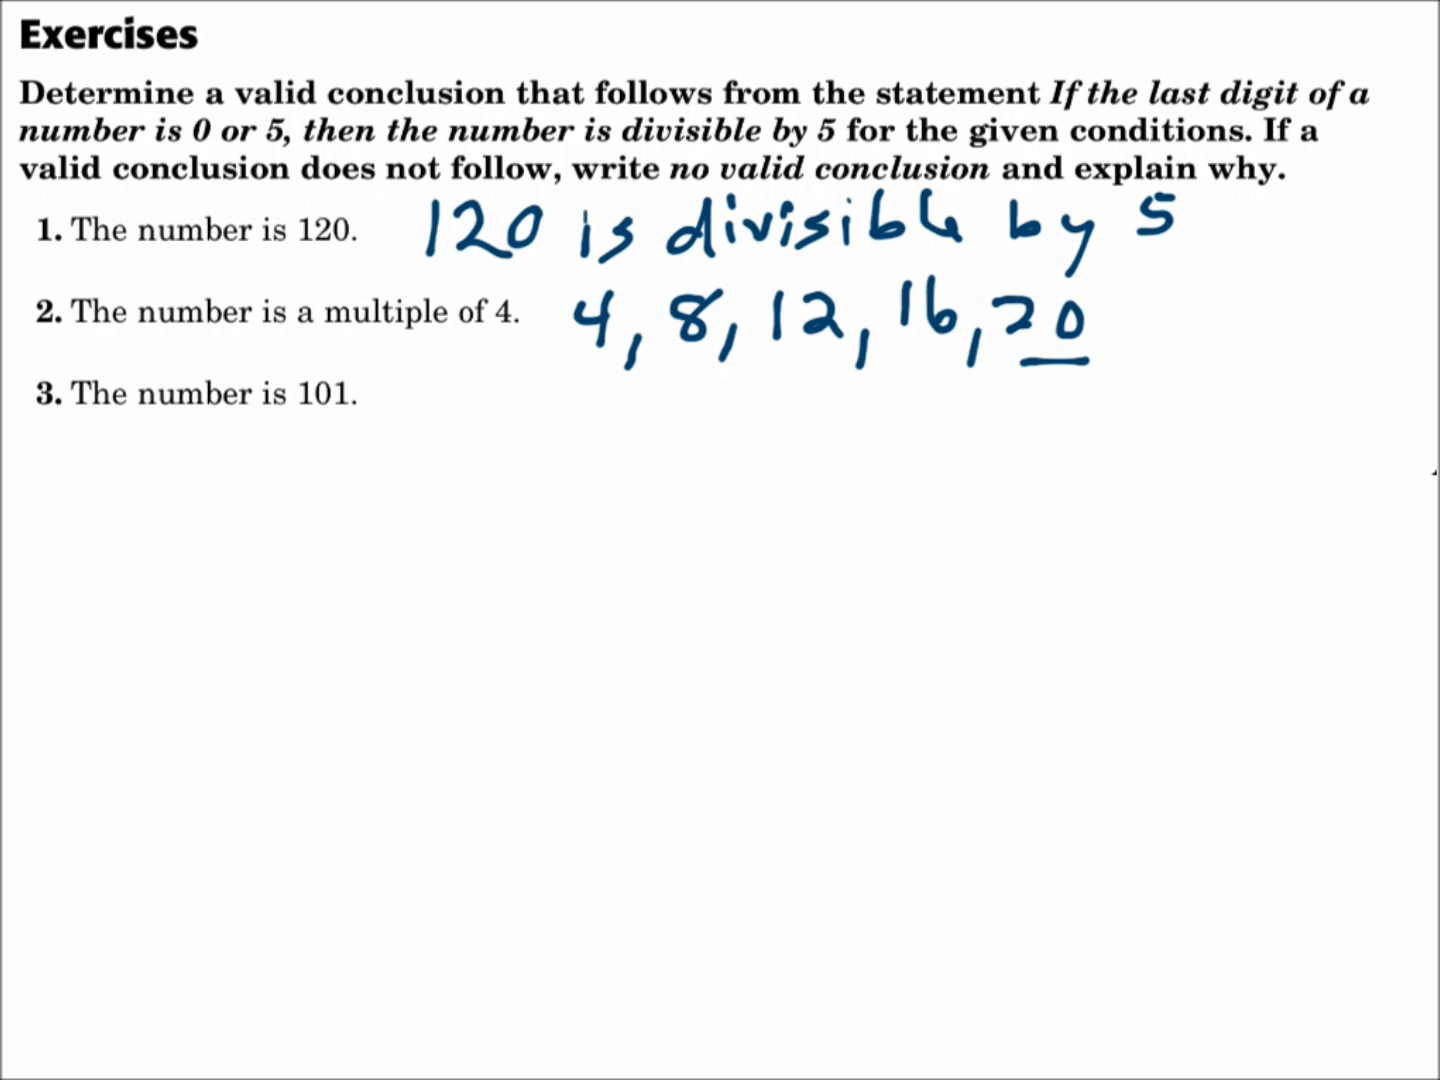 Exercises
Determine a valid conclusion that follows from the statement If the last digit of a
number is 0 or 5, then the number is divisible by 5 for the given conditions. If a
valid conclusion does not follow, write no valid conclusion and explain why.
1. The number is 120. 120 is divisible by 5
2. The number is a multiple of 4. 4, 8, 12, 16, 20
3. The number is 101.